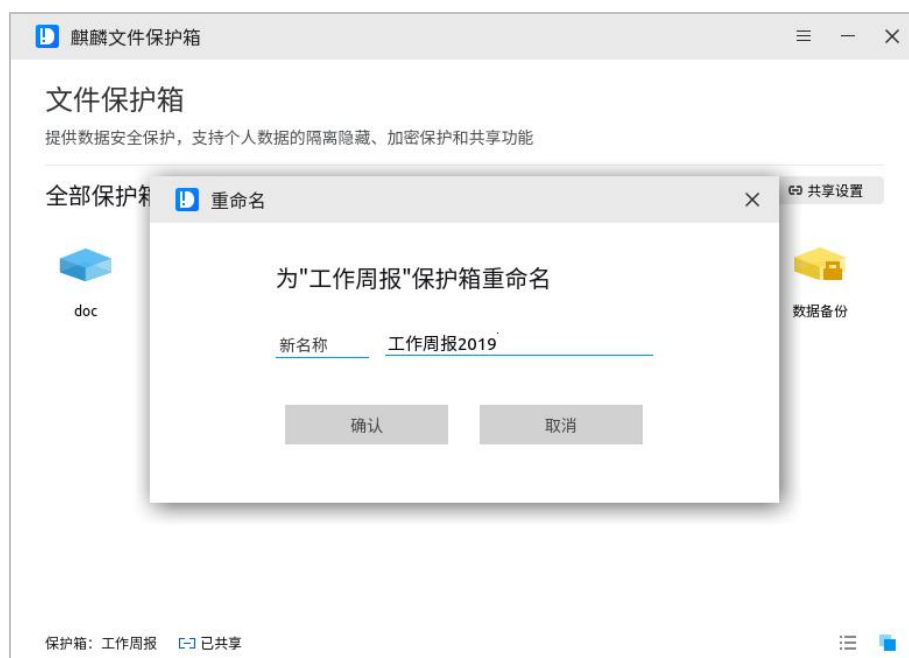 麒麟文件保护箱
文件保护箱
提供数据安全保护，支持个人数据的隔离隐藏、加密保护和共享功能
全部保护箱
共享设置
重命名
为"工作周报"保护箱重命名
新名称 工作周报2019
确认 取消
doc
数据备份
保护箱：工作周报 已共享